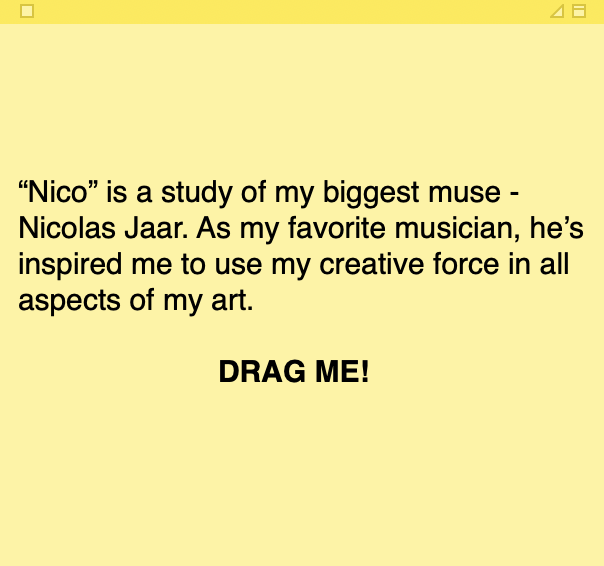 “Nico” is a study of my biggest muse -
Nicolas Jaar. As my favorite musician, he’s
inspired me to use my creative force in all
aspects of my art.
DRAG ME!